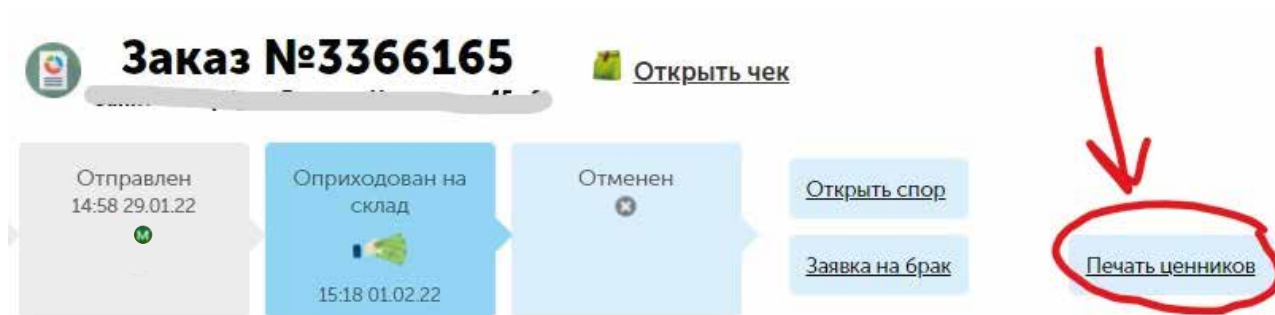 Заказ №3366165
Открыть чек
Отправлен
14:58 29.01.22
М
Оприходован на
склад
15:18 01.02.22
Отменен
Открыть спор
Заявка на брак
Печать ценников